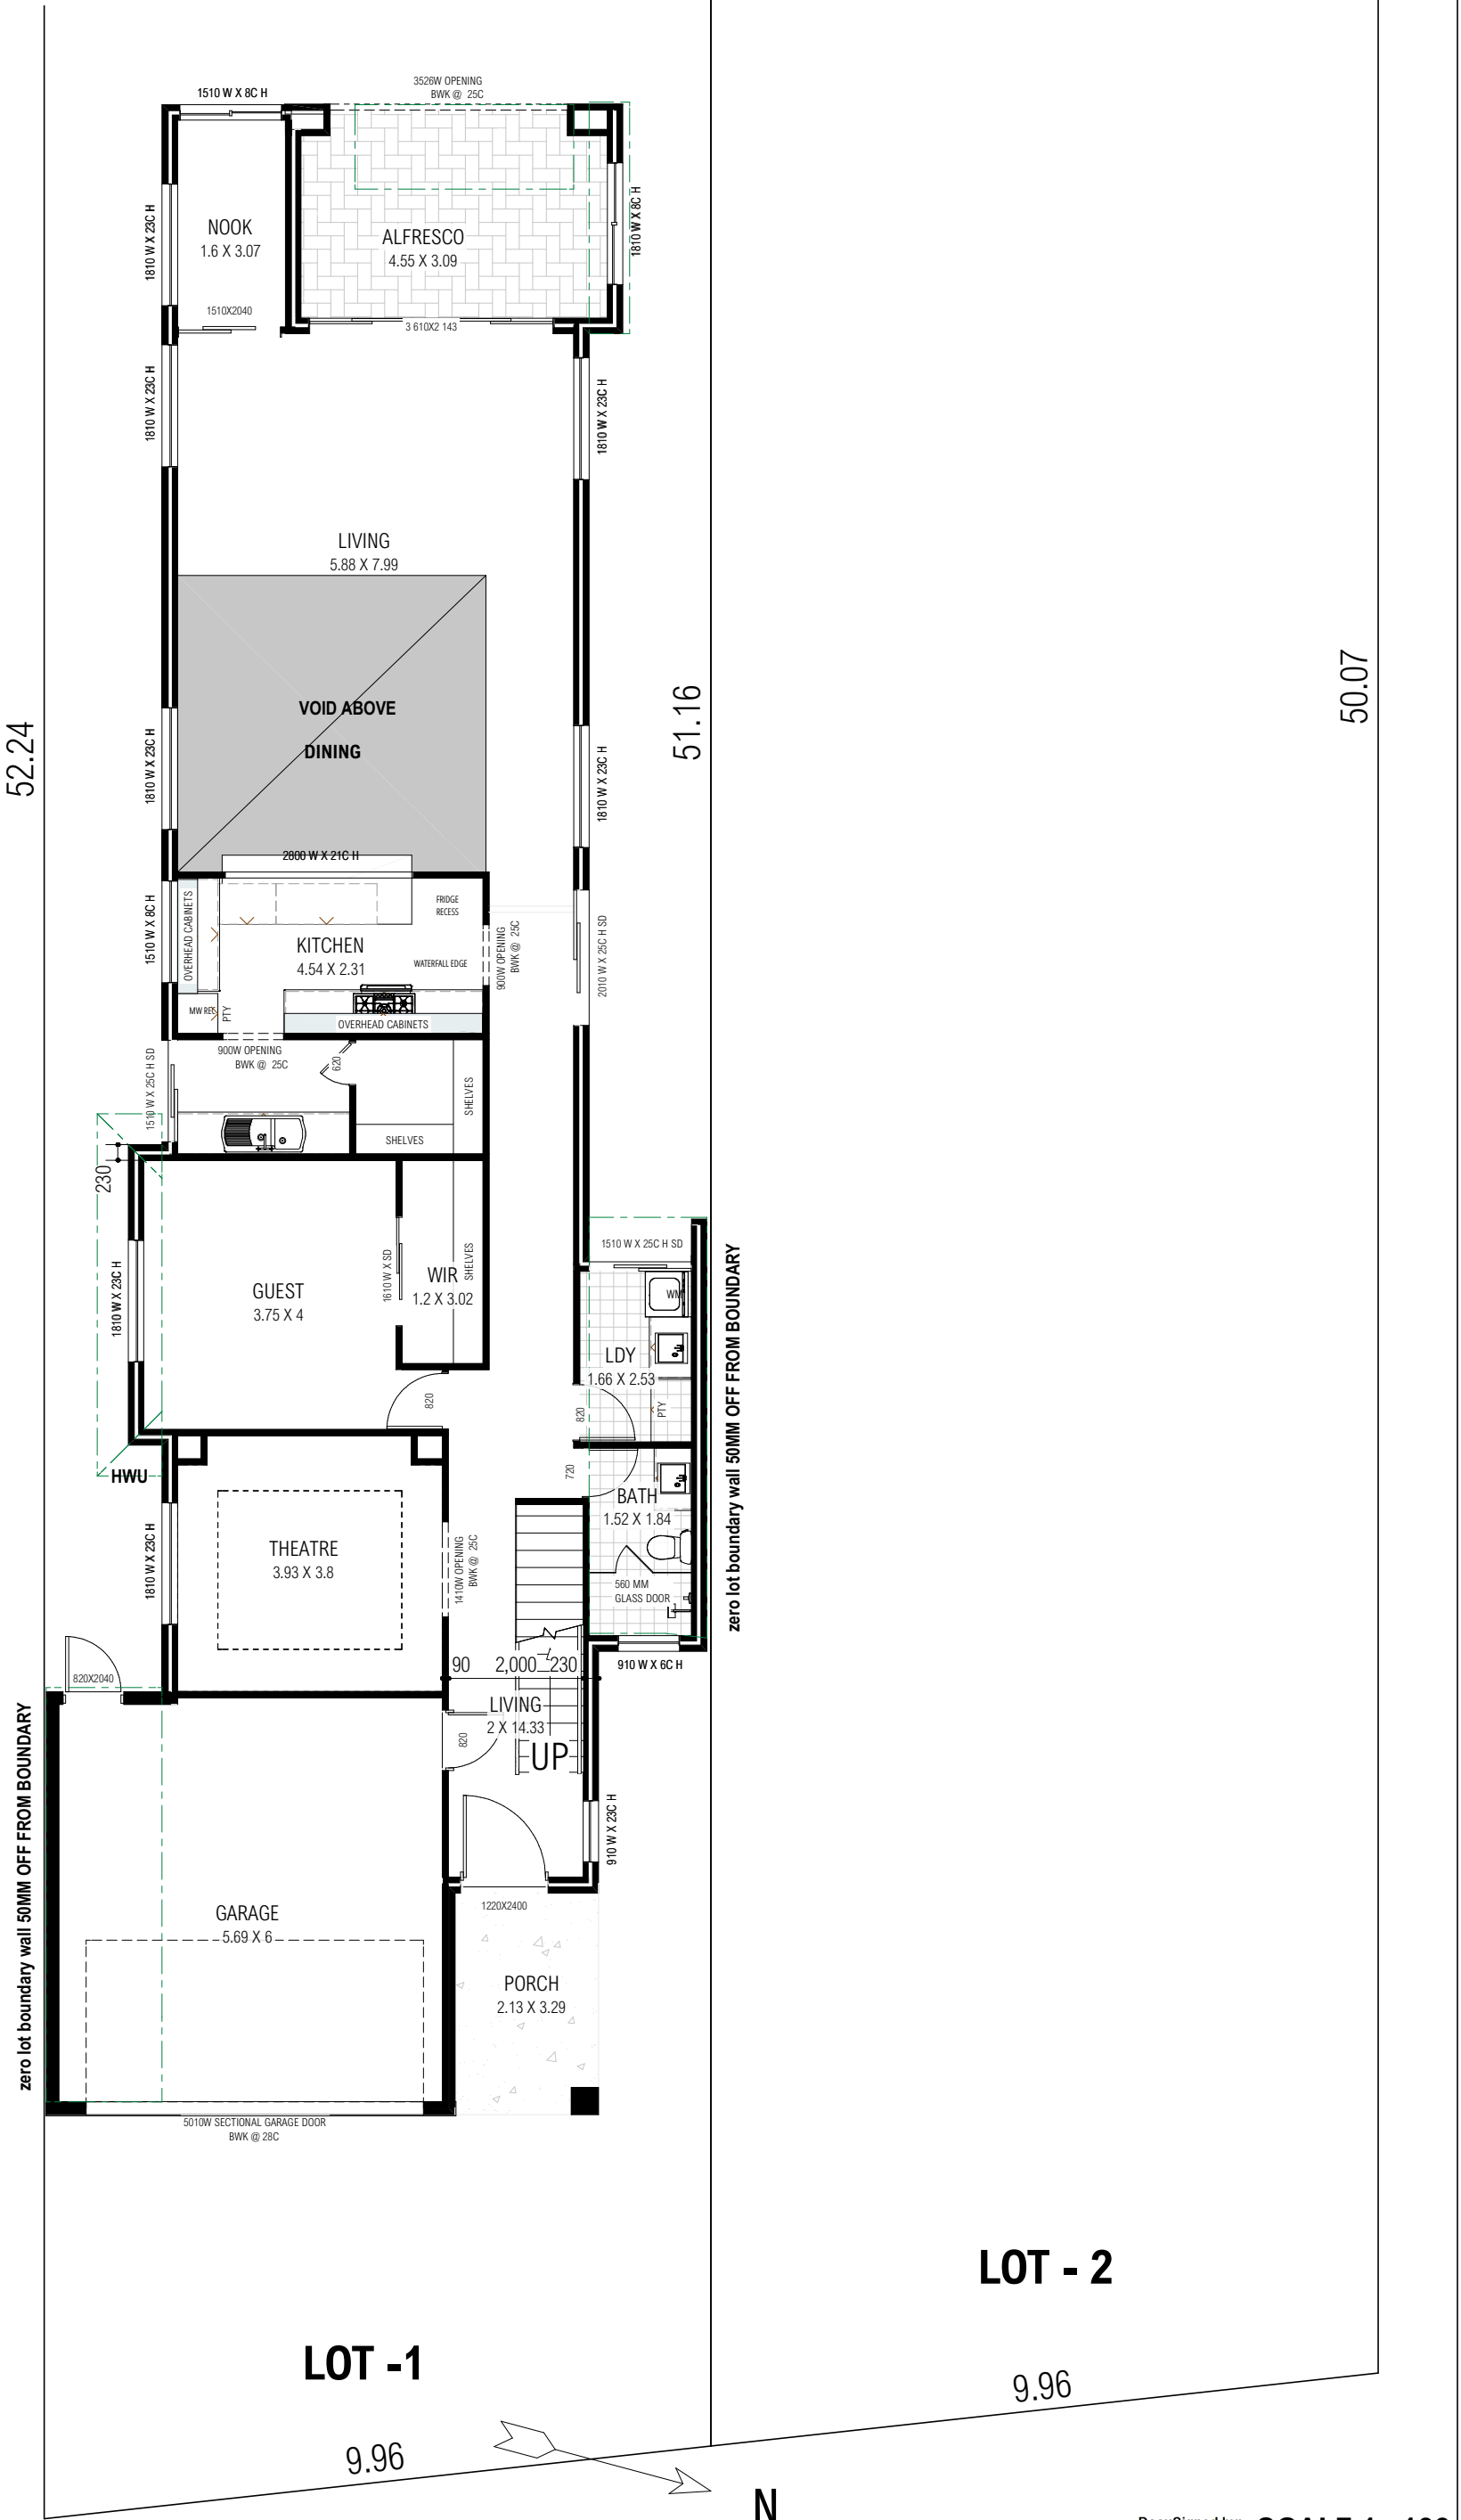 3526W OPENING
BWK @ 25C
1510 W X 8C H
1810 W X 23C H
NOOK
1.6 X 3.07
ALFRESCO
4.55 X 3.09
1810 W X 8C H
1510X2040
3 610X2 143
1810 W X 23C H
1810 W X 23C H
LIVING
5.88 X 7.99
52.24
51.16
50.07
VOID ABOVE
DINING
1810 W X 23C H
1810 W X 23C H
2800 W X 21C H
1510 W X 8C H
OVERHEAD CABINETS
FRIDGE
RECESS
KITCHEN
4.54 X 2.31
WATERFALL EDGE
900W OPENING
BWK @ 25C
2010 W X 25C H SD
MW REC
PTY
OVERHEAD CABINETS
900W OPENING
BWK @ 25C
620
1510 W X 25C H SD
SHELVES
SHELVES
230
1810 W X 23C H
GUEST
3.75 X 4
1610 W X SD
WIR
1.2 X 3.02
SHELVES
1510 W X 25C H SD
WM
LDY
1.66 X 2.53
PTY
820
820
zero lot boundary wall 50MM OFF FROM BOUNDARY
HWU
720
BATH
1.52 X 1.84
1810 W X 23C H
THEATRE
3.93 X 3.8
1410W OPENING
BWK @ 25C
560 MM
GLASS DOOR
910 W X 6C H
820X2040
90 2,000 230
LIVING
2 X 14.33
820
UP
zero lot boundary wall 50MM OFF FROM BOUNDARY
910 W X 23C H
GARAGE
5.69 X 6
1220X2400
PORCH
2.13 X 3.29
5010W SECTIONAL GARAGE DOOR
BWK @ 28C
LOT - 2
LOT -1
9.96
9.96
N